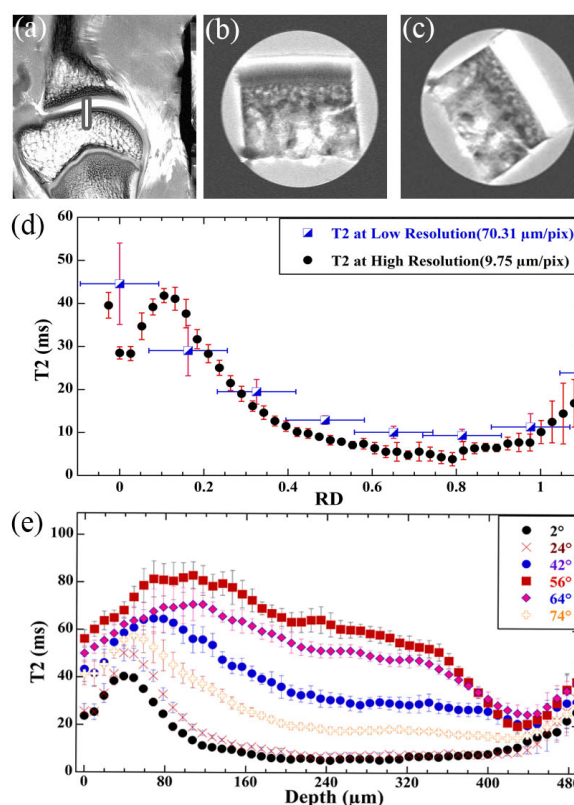 (a)
(b)
(c)
(d)
60
50
40
30
20
10
0
T2 (ms)
T2 at Low Resolution(70.31 μm/pix)
T2 at High Resolution(9.75 μm/pix)
0
0.2
0.4
0.6
0.8
1
RD
(e)
100
80
60
40
20
0
T2 (ms)
2°
24°
42°
56°
64°
74°
0
80
160
240
320
400
480
Depth (μm)